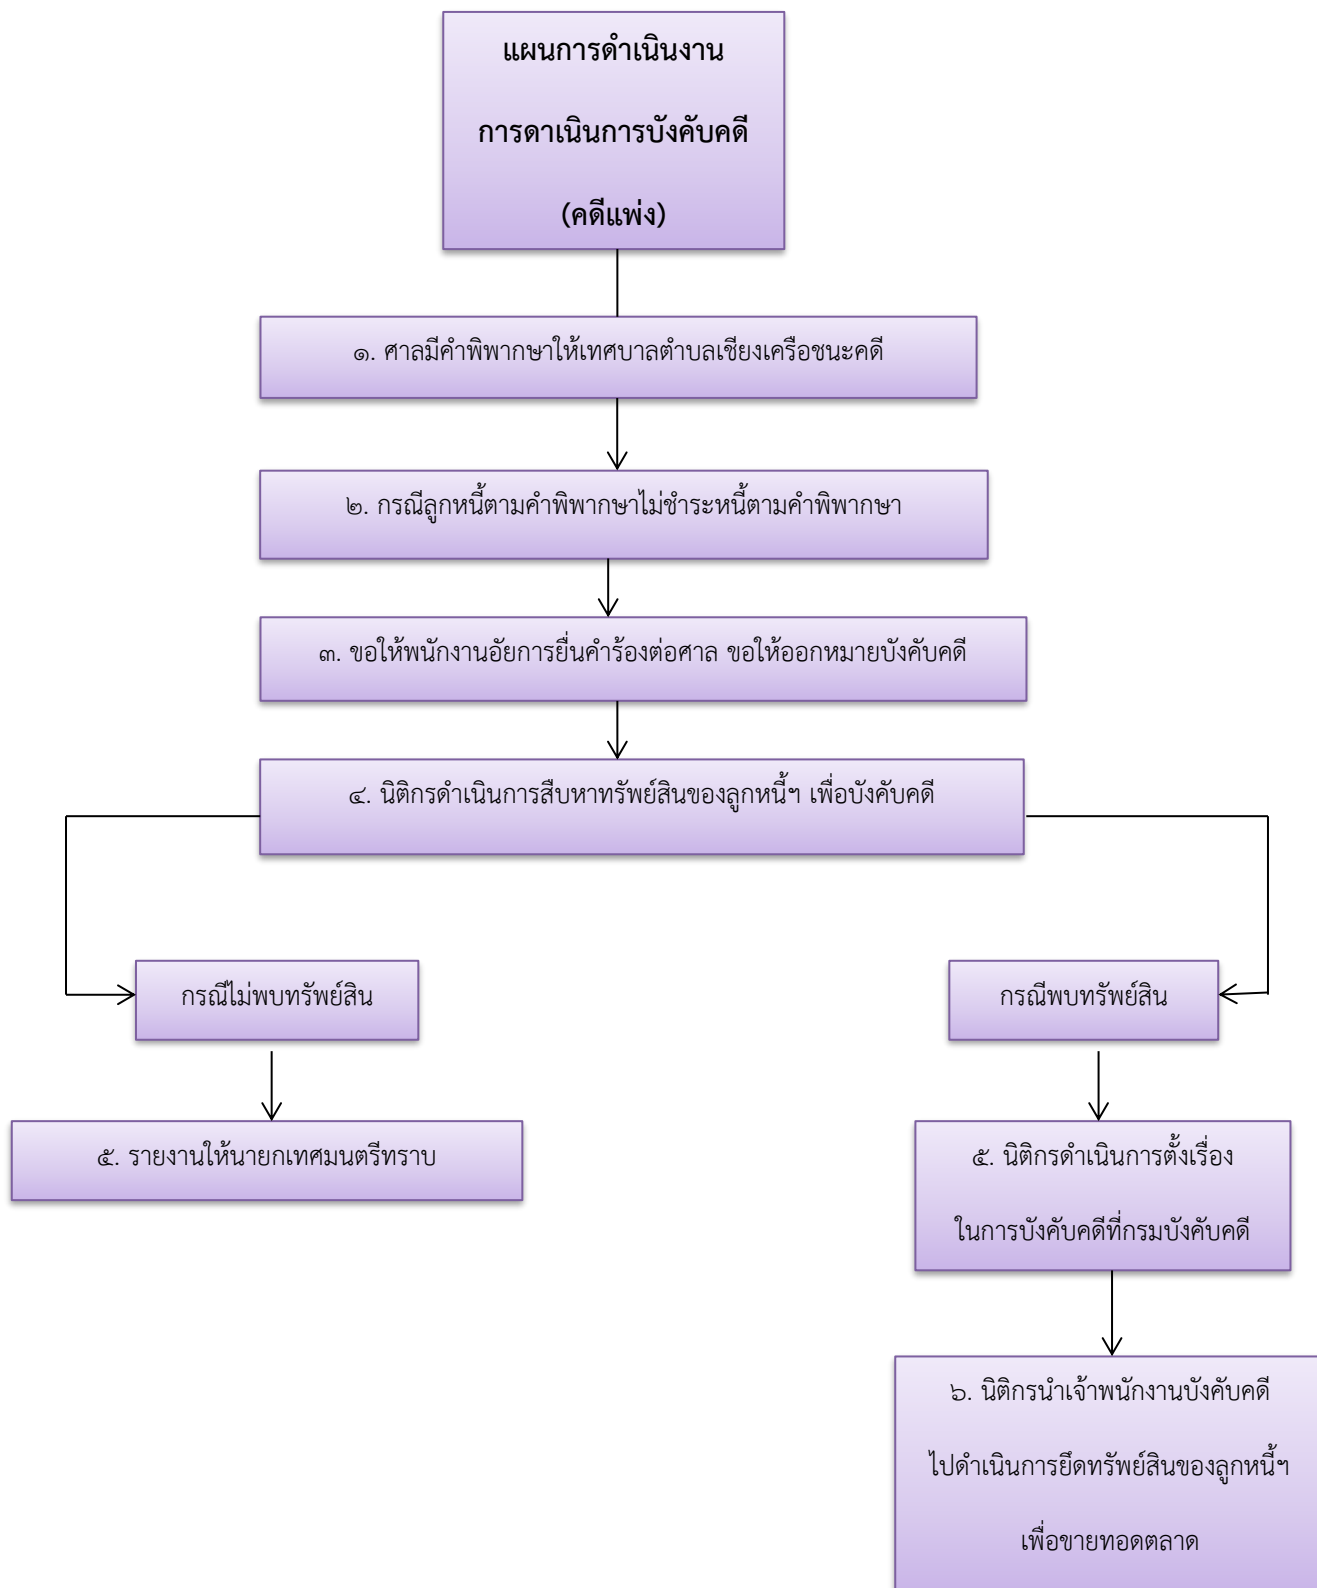 แผนการดำเนินงาน
การดาเนินการบังคับคดี
(คดีแพ่ง)
๑. ศาลมีคำพิพากษาให้เทศบาลตำบลเชียงเครือชนะคดี
๒. กรณีลูกหนี้ตามคำพิพากษาไม่ชำระหนี้ตามคำพิพากษา
๓. ขอให้พนักงานอัยการยื่นคำร้องต่อศาล ขอให้ออกหมายบังคับคดี
๔. นิติกรดำเนินการสืบหาทรัพย์สินของลูกหนี้ฯ เพื่อบังคับคดี
กรณีไม่พบทรัพย์สิน
กรณีพบทรัพย์สิน
๕. รายงานให้นายกเทศมนตรีทราบ
๕. นิติกรดำเนินการตั้งเรื่อง
ในการบังคับคดีที่กรมบังคับคดี
๖. นิติกรนำเจ้าพนักงานบังคับคดี
ไปดำเนินการยึดทรัพย์สินของลูกหนี้ฯ
เพื่อขายทอดตลาด